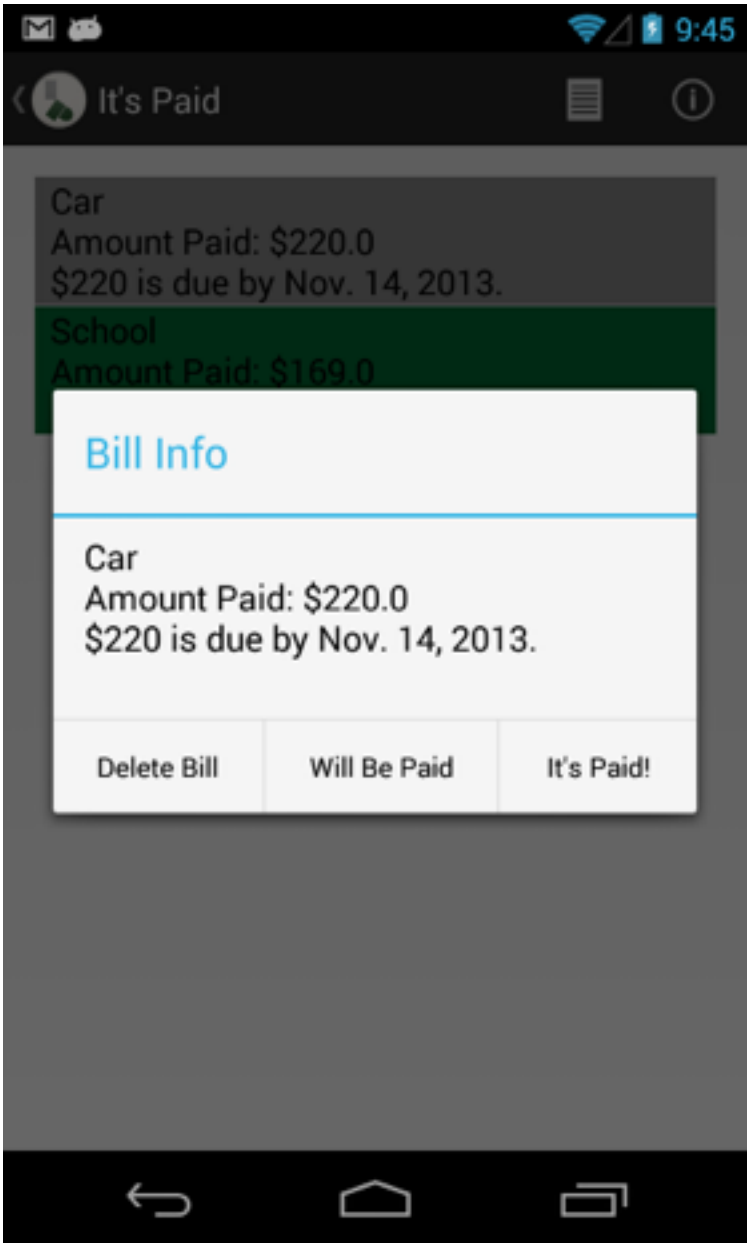 9:45
It's Paid
Car
Amount Paid: $220.0
$220 is due by Nov. 14, 2013.
School
Amount Paid: $169.0
Bill Info
Car
Amount Paid: $220.0
$220 is due by Nov. 14, 2013.
Delete Bill Will Be Paid It's Paid!